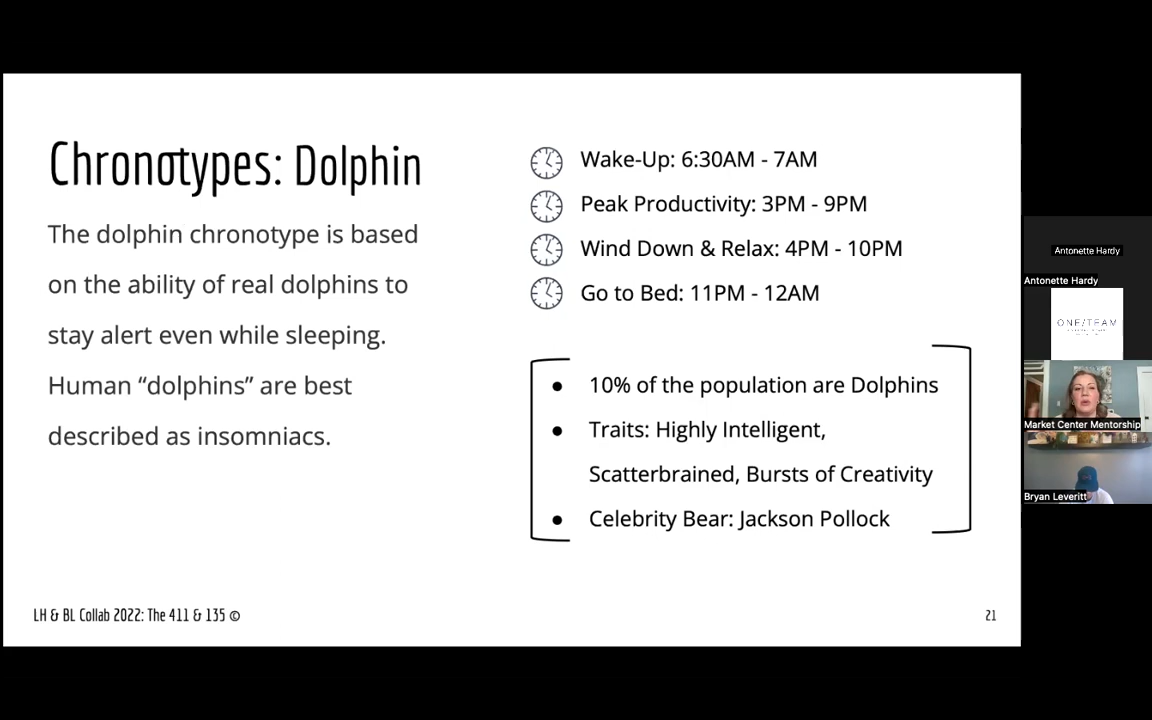 Chronotypes: Dolphin
The dolphin chronotype is based
on the ability of real dolphins to
stay alert even while sleeping.
Human “dolphins” are best
described as insomniacs.
Wake-Up: 6:30AM - 7AM
Peak Productivity: 3PM - 9PM
Wind Down & Relax: 4PM - 10PM
Go to Bed: 11PM - 12AM
● 10% of the population are Dolphins
● Traits: Highly Intelligent,
Scatterbrained, Bursts of Creativity
● Celebrity Bear: Jackson Pollock
LH & BL Collab 2022: The 411 & 135 ©
21
Antonette Hardy
Antonette Hardy
ONE/TEAM
Market Center Mentorship
Bryan Leveritt